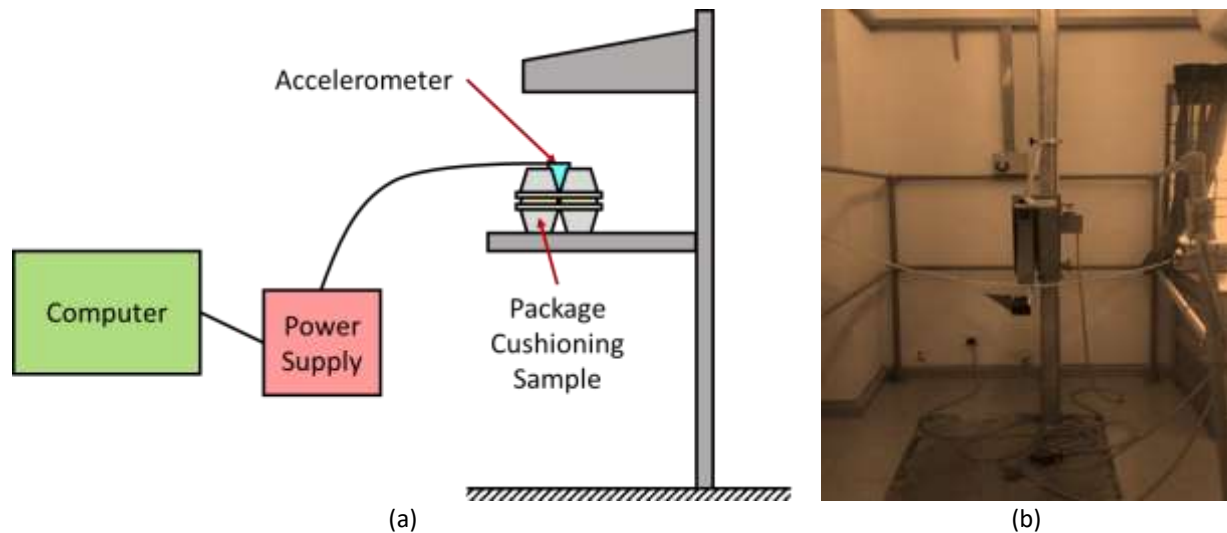 Accelerometer
Computer
Power
Supply
Package
Cushioning
Sample
(a)
(b)